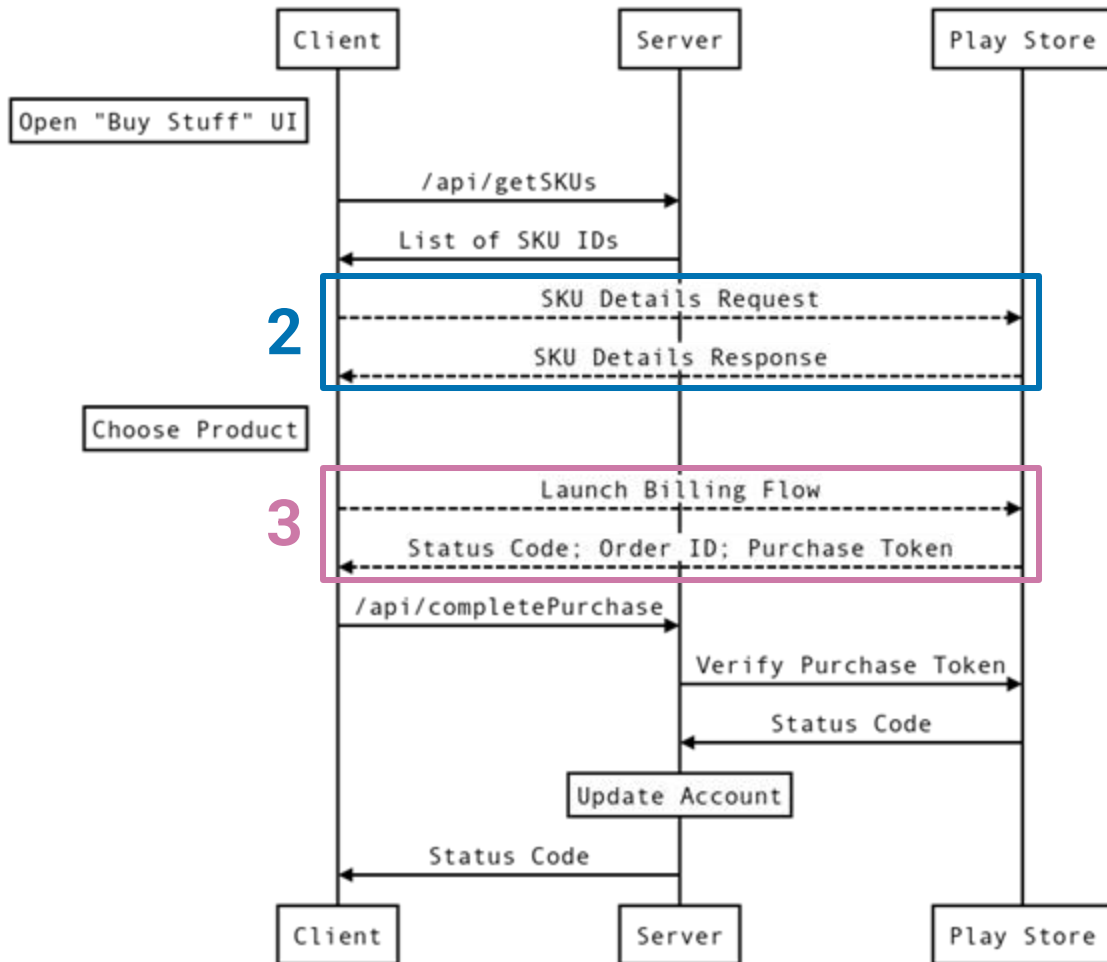 Client
Server
Play Store
Open "Buy Stuff" UI
/api/getSKUs
List of SKU IDs
SKU Details Request
2
SKU Details Response
Choose Product
Launch Billing Flow
3
Status Code; Order ID; Purchase Token
/api/completePurchase
Verify Purchase Token
Status Code
Update Account
Status Code
Client
Server
Play Store